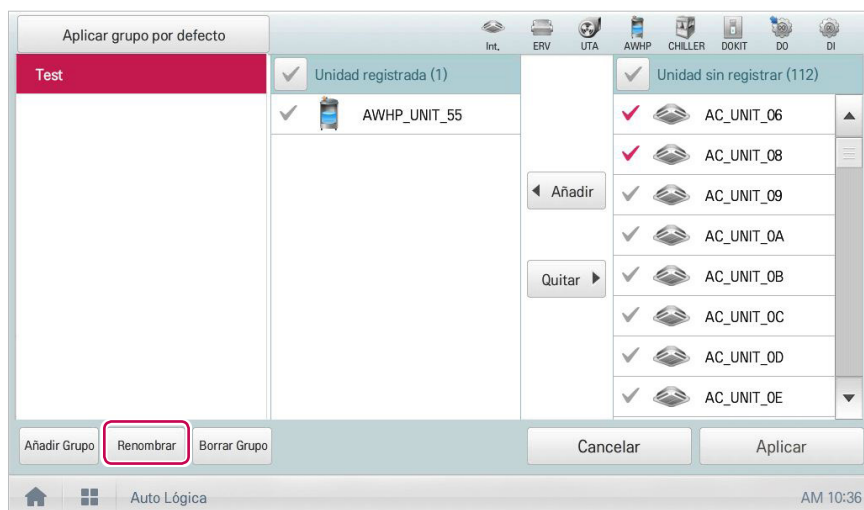 Aplicar grupo por defecto
Int.
ERV
UTA
AWHP
CHILLER
DOKIT
DO
DI
Test
Unidad registrada (1)
Unidad sin registrar (112)
AWHP_UNIT_55
AC_UNIT_06
AC_UNIT_08
AC_UNIT_09
AC_UNIT_0A
AC_UNIT_0B
AC_UNIT_0C
AC_UNIT_0D
AC_UNIT_0E
Añadir
Quitar
Añadir Grupo
Renombrar
Borrar Grupo
Cancelar
Aplicar
Auto Lógica
AM 10:36